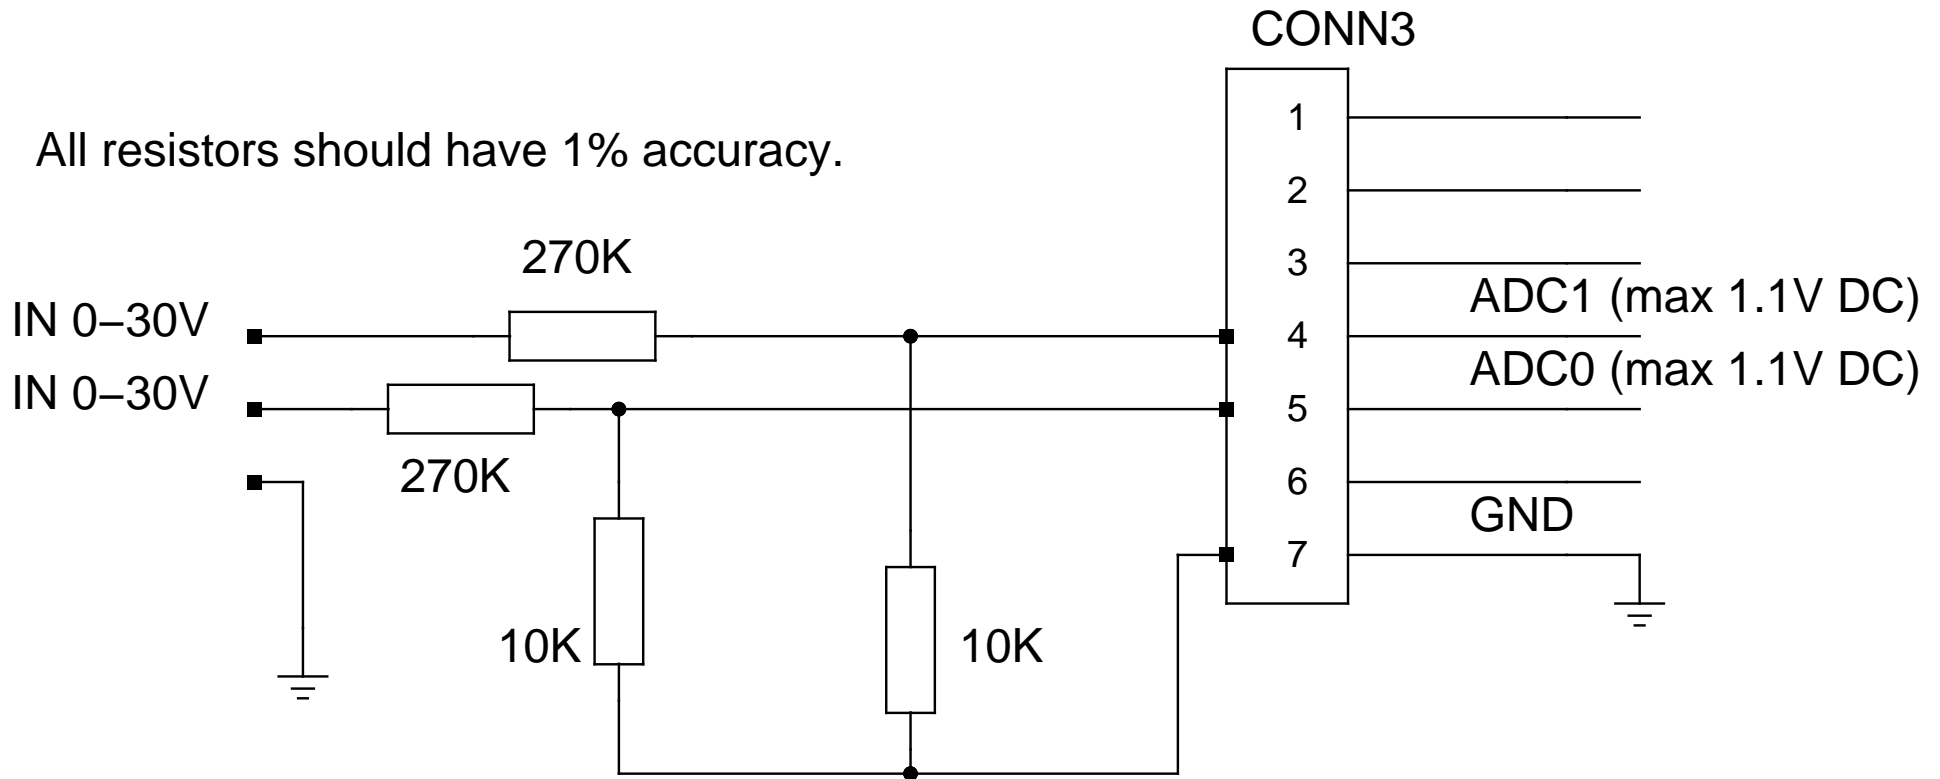 CONN3
1
All resistors should have 1% accuracy.
2
270K
3
IN 0–30V
ADC1 (max 1.1V DC)
4
IN 0–30V
ADC0 (max 1.1V DC)
5
270K
6
GND
7
10K
10K